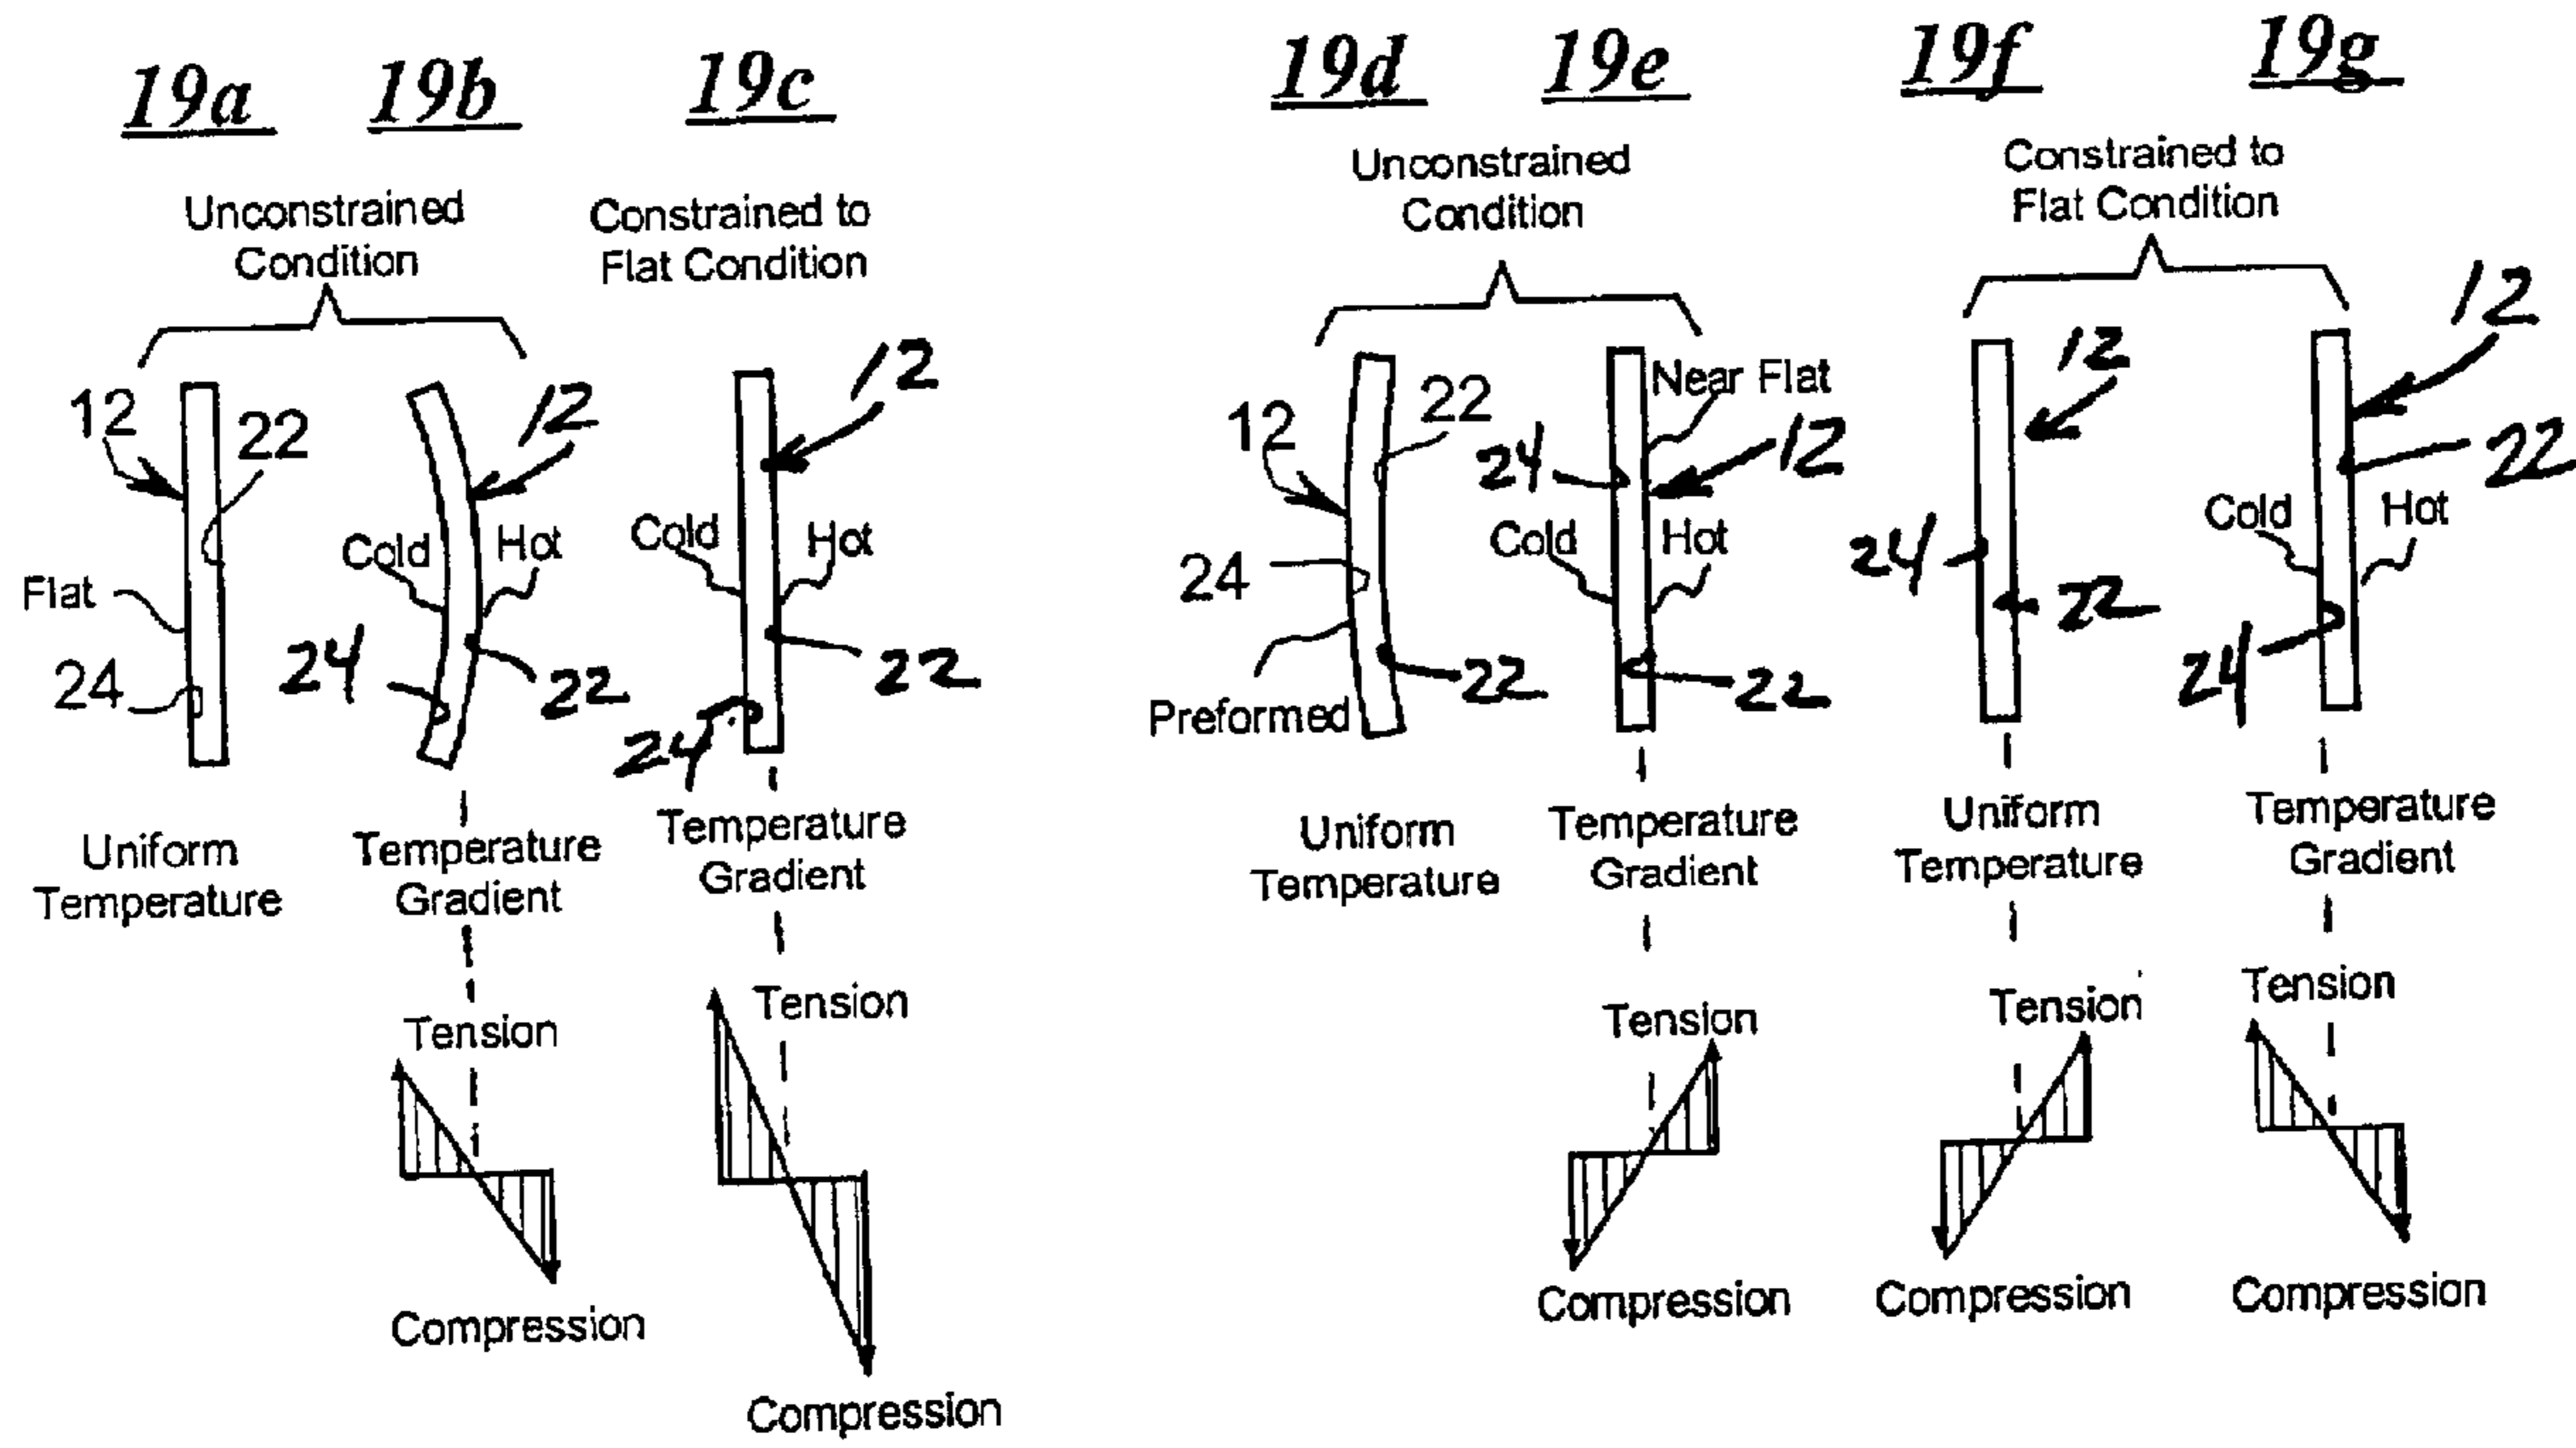 19a 19b 19c 19d 19e 19f 19g
Unconstrained
Condition
Constrained to
Flat Condition
Unconstrained
Condition
Constrained to
Flat Condition
12
22
Flat
24
Uniform
Temperature
12
Cold
Hot
24
22
Temperature
Gradient
Tension
Compression
12
Cold
Hot
22
24
Temperature
Gradient
Tension
Compression
12
22
24
Preformed
22
Uniform
Temperature
Near Flat
24
12
Cold
Hot
22
Temperature
Gradient
Tension
Compression
12
24
22
Uniform
Temperature
Tension
Compression
12
22
Cold
Hot
24
Temperature
Gradient
Tension
Compression